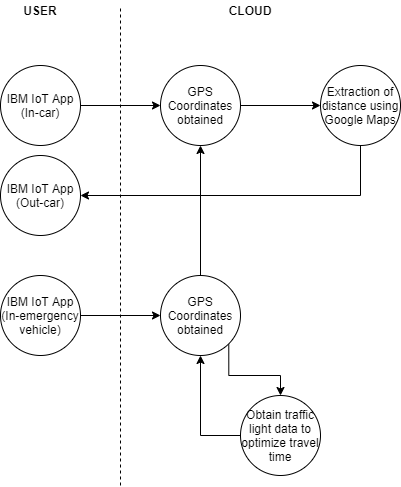 USER
CLOUD
IBM IoT App
(In-car)
GPS
Coordinates
obtained
Extraction of
distance using
Google Maps
IBM IoT App
(Out-car)
IBM IoT App
(In-emergency
vehicle)
GPS
Coordinates
obtained
Obtain traffic
light data to
optimize travel
time